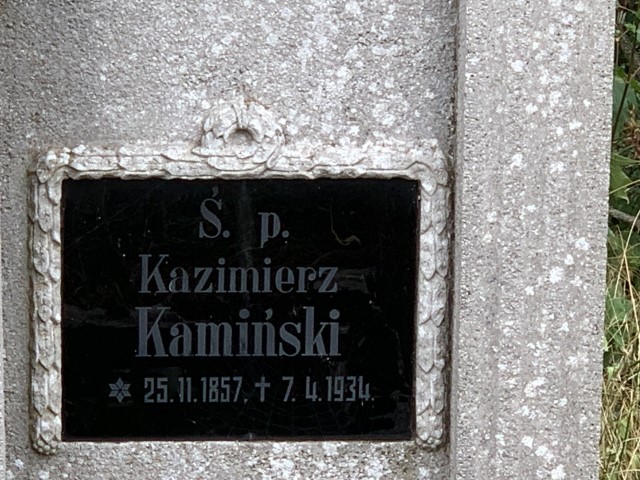 Ś. p.
Kazimierz
Kamiński
* 25.11.1857. † 7.4.1934.